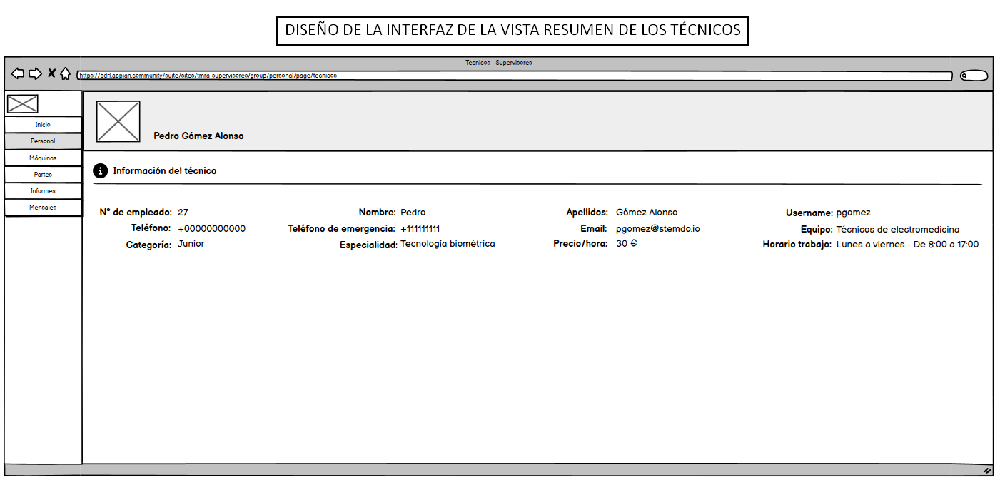 DISEÑO DE LA INTERFAZ DE LA VISTA RESUMEN DE LOS TÉCNICOS
Tecnicos - Supervisores
https://bdrl.appian.community/suite/sites/tmra-supervisores/group/personal/page/tecnicos
Inicio
Personal
Máquinas
Partes
Informes
Mensajes
Pedro Gómez Alonso
Información del técnico
Nº de empleado: 27 Nombre: Pedro Apellidos: Gómez Alonso Username: pgomez
Teléfono: +00000000000 Teléfono de emergencia: +111111111 Email: pgomez@stemdo.io Equipo: Técnicos de electromedicina
Categoría: Junior Especialidad: Tecnología biométrica Precio/hora: 30 € Horario trabajo: Lunes a viernes - De 8:00 a 17:00